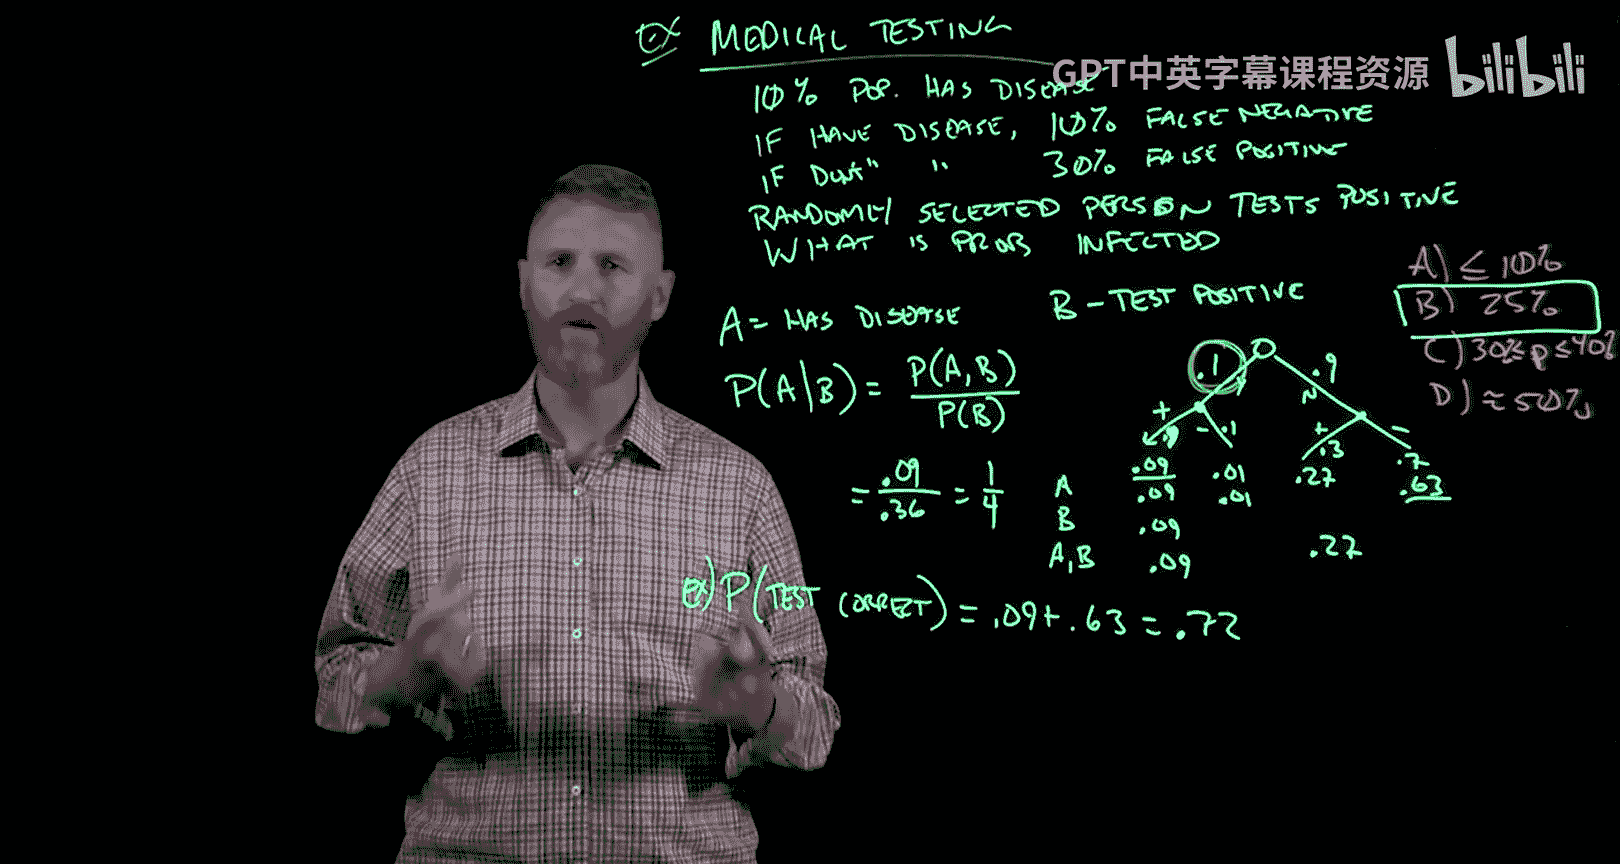 EX MEDICAL TESTING
GPT中英字幕课程资源 bilibili
10% POP. HAS DISEASE
IF HAVE DISEASE, 10% FALSE NEGATIVE
IF DON'T " " 30% FALSE POSITIVE
RANDOMLY SELECTED PERSON TESTS POSITIVE
WHAT IS PROB INFECTED
A) ≤ 10%
B) 25%
C) 30% ≤ P ≤ 40%
D) ≈ 50%
A = HAS DISEASE B - TEST POSITIVE
P(A|B) = P(A,B) / P(B)
= .09 / .36 = 1/4
.1 .9
+ .9 - .1 + .3 - .7
.09 .01 .27 .63
A .09 .01
B .09 .27
A,B .09
EX) P(TEST CORRECT) = .09 + .63 = .72